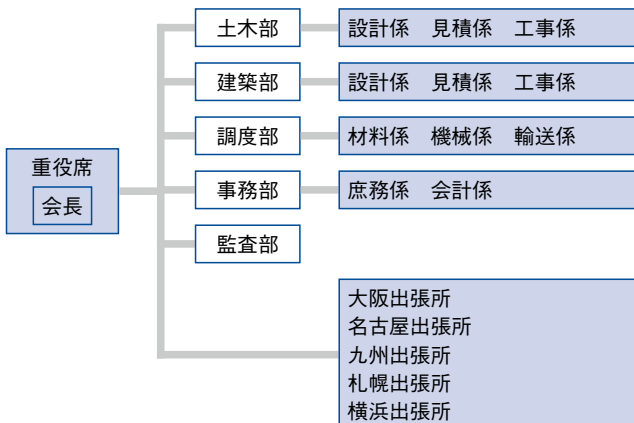 土木部
設計係 見積係 工事係
建築部
設計係 見積係 工事係
調度部
材料係 機械係 輸送係
重役席
会長
事務部
庶務係 会計係
監査部
大阪出張所
名古屋出張所
九州出張所
札幌出張所
横浜出張所